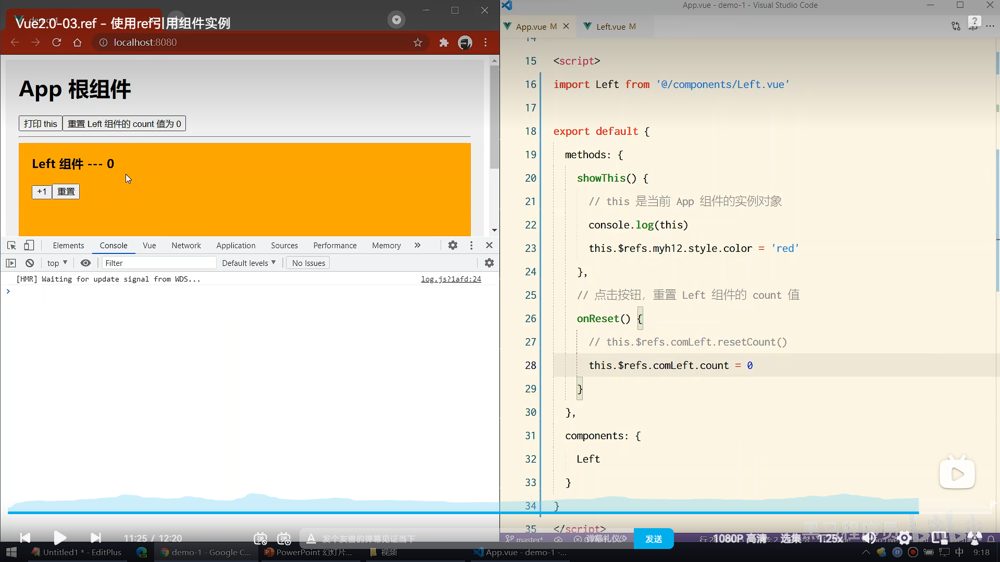 Vue2.0-03.ref - 使用ref引用组件实例
localhost:8080
App 根组件
打印 this 重置 Left 组件的 count 值为 0
Left 组件 --- 0
+1 重置
Elements Console Vue Network Application Sources Performance Memory »
top Filter Default levels No Issues
[HMR] Waiting for update signal from WDS... log.js?1afd:24
>
App.vue - demo-1 - Visual Studio Code
App.vue M Left.vue M
14
15 <script>
16 import Left from '@/components/Left.vue'
17
18 export default {
19 methods: {
20 showThis() {
21 // this 是当前 App 组件的实例对象
22 console.log(this)
23 this.$refs.myh12.style.color = 'red'
24 },
25 // 点击按钮，重置 Left 组件的 count 值
26 onReset() {
27 // this.$refs.comLeft.resetCount()
28 this.$refs.comLeft.count = 0
29 }
30 },
31 components: {
32 Left
33 }
34 }
35 </script>
11:25 / 12:20 弹 弹 A 发个友善的弹幕见证当下 弹幕礼仪 发送 1080P 高清 选集 1.25x
master*
Untitled1 * - EditPlus demo-1 - Google C... PowerPoint 幻灯片... 视频 App.vue - demo-1 -... 中 9:18